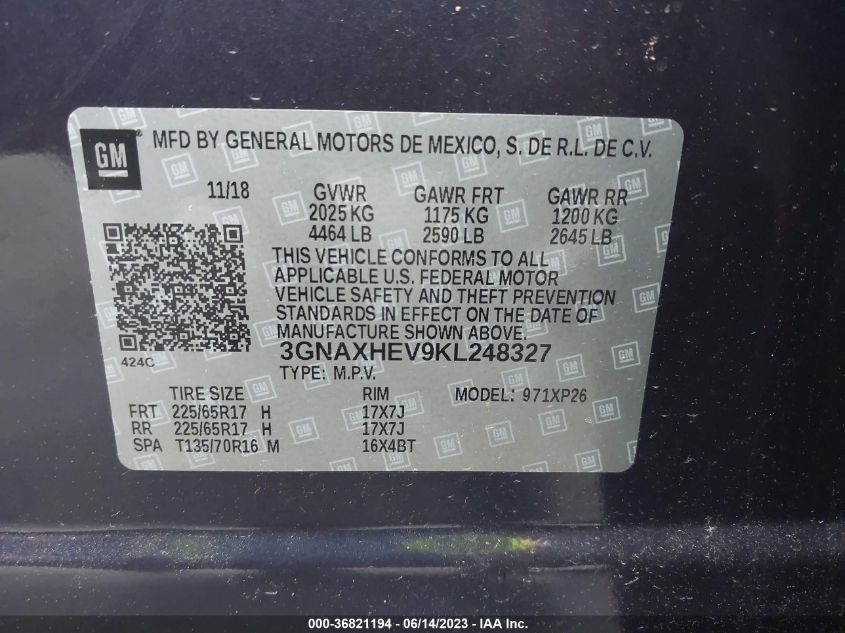 GM
MFD BY GENERAL MOTORS DE MEXICO, S. DE R.L. DE C.V.
11/18 GVWR GAWR FRT GAWR RR
2025 KG 1175 KG 1200 KG
4464 LB 2590 LB 2645 LB
THIS VEHICLE CONFORMS TO ALL
APPLICABLE U.S. FEDERAL MOTOR
VEHICLE SAFETY AND THEFT PREVENTION
STANDARDS IN EFFECT ON THE DATE OF
MANUFACTURE SHOWN ABOVE.
424C
3GNAXHEV9KL248327
TYPE: M.P.V.
TIRE SIZE RIM MODEL: 971XP26
FRT 225/65R17 H 17X7J
RR 225/65R17 H 17X7J
SPA T135/70R16 M 16X4BT
000-36821194 - 06/14/2023 - © IAA Inc.